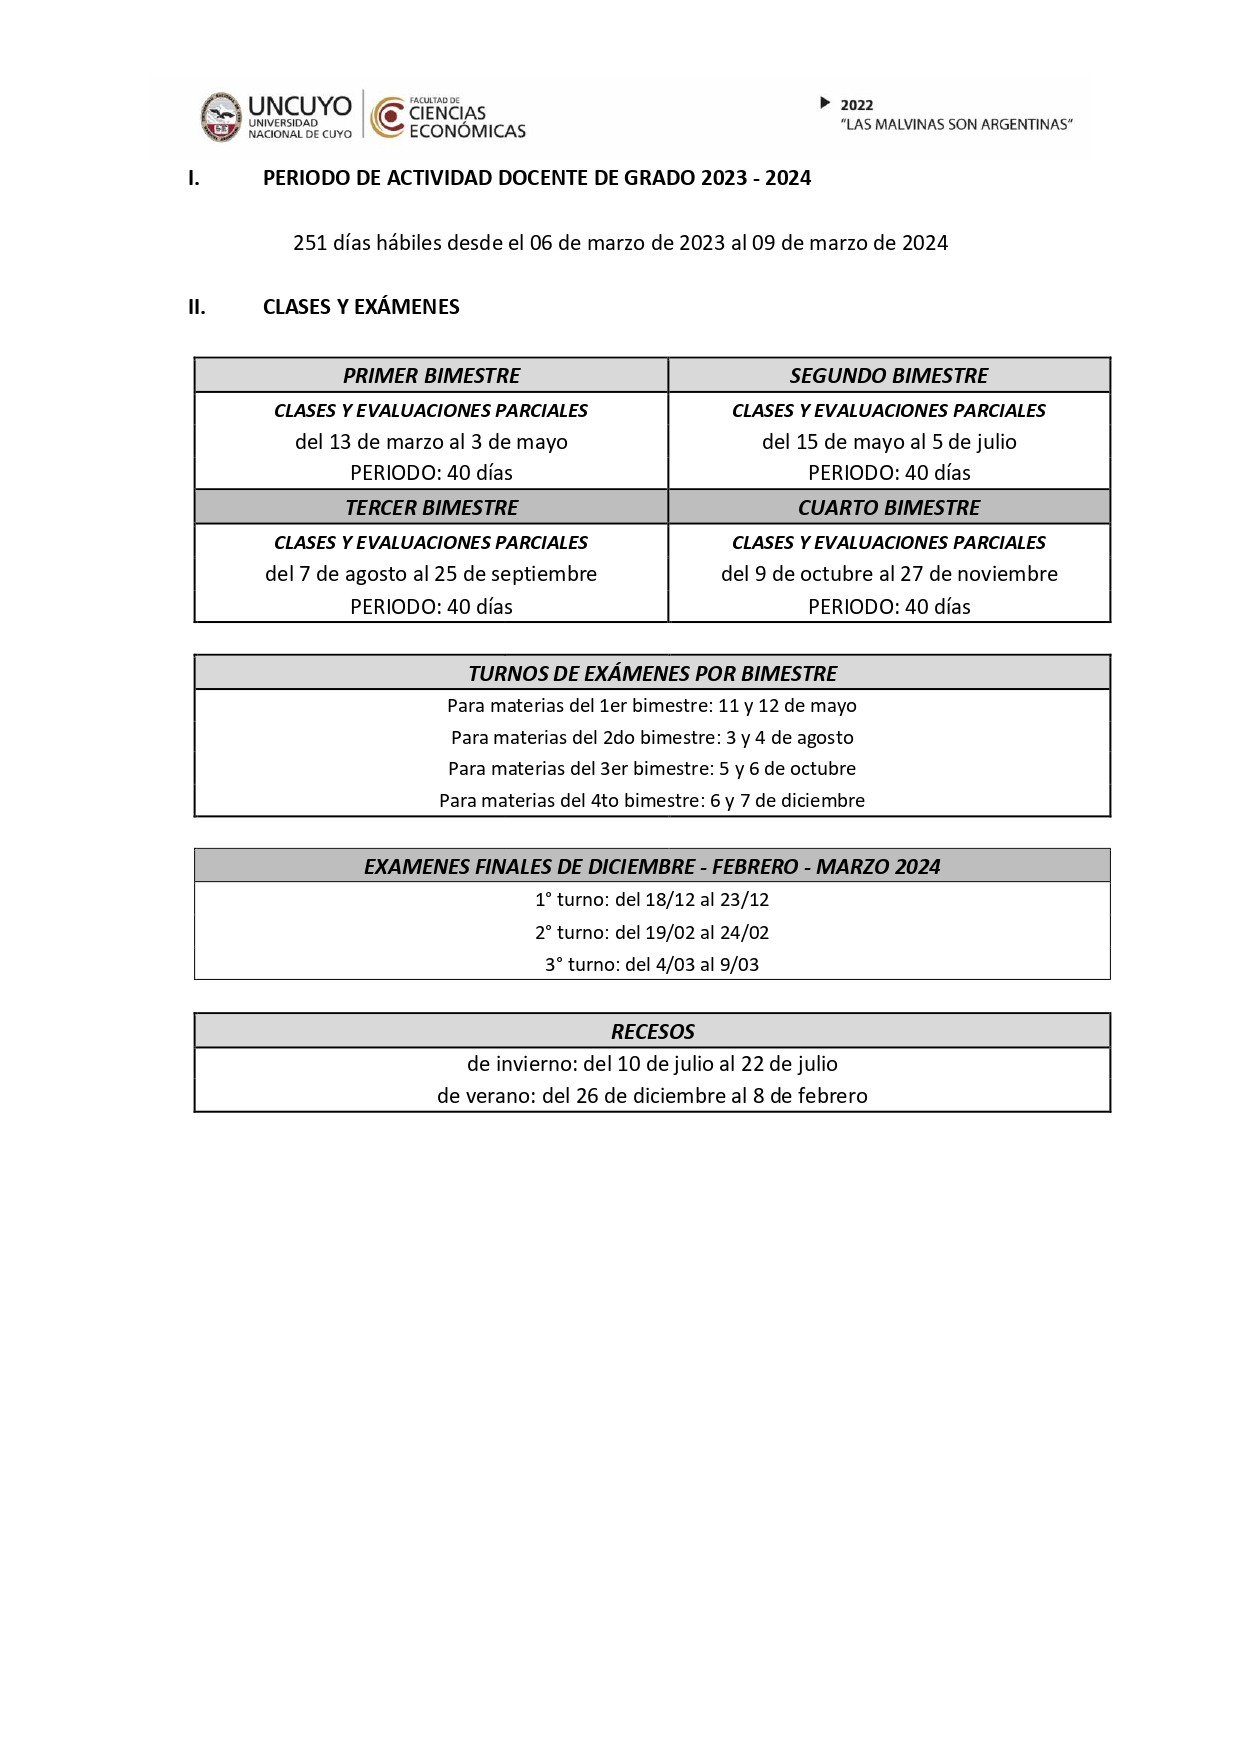 UNCUYO
UNIVERSIDAD
NACIONAL DE CUYO
FACULTAD DE
CIENCIAS
ECONÓMICAS
2022
"LAS MALVINAS SON ARGENTINAS"
I. PERIODO DE ACTIVIDAD DOCENTE DE GRADO 2023 - 2024
251 días hábiles desde el 06 de marzo de 2023 al 09 de marzo de 2024
II. CLASES Y EXÁMENES
PRIMER BIMESTRE
CLASES Y EVALUACIONES PARCIALES
del 13 de marzo al 3 de mayo
PERIODO: 40 días
SEGUNDO BIMESTRE
CLASES Y EVALUACIONES PARCIALES
del 15 de mayo al 5 de julio
PERIODO: 40 días
TERCER BIMESTRE
CLASES Y EVALUACIONES PARCIALES
del 7 de agosto al 25 de septiembre
PERIODO: 40 días
CUARTO BIMESTRE
CLASES Y EVALUACIONES PARCIALES
del 9 de octubre al 27 de noviembre
PERIODO: 40 días
TURNOS DE EXÁMENES POR BIMESTRE
Para materias del 1er bimestre: 11 y 12 de mayo
Para materias del 2do bimestre: 3 y 4 de agosto
Para materias del 3er bimestre: 5 y 6 de octubre
Para materias del 4to bimestre: 6 y 7 de diciembre
EXAMENES FINALES DE DICIEMBRE - FEBRERO - MARZO 2024
1° turno: del 18/12 al 23/12
2° turno: del 19/02 al 24/02
3° turno: del 4/03 al 9/03
RECESOS
de invierno: del 10 de julio al 22 de julio
de verano: del 26 de diciembre al 8 de febrero